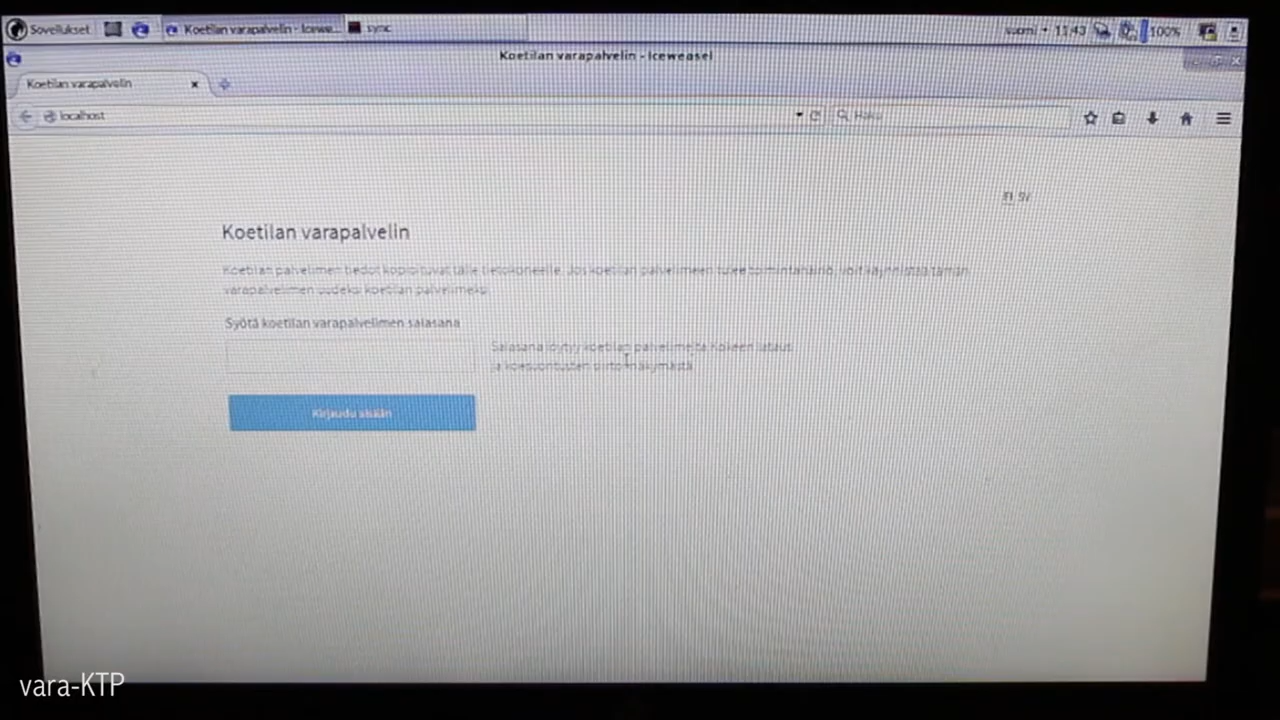 Sovellukset
Koetilan varapalvelin - Icewe...
sync
suomi
11:43
100%
Koetilan varapalvelin - Iceweasel
Koetilan varapalvelin
localhost
Haku
FI SV
Koetilan varapalvelin
Koetilan palvelimen tiedot kopioituvat tälle tietokoneelle. Jos koetilan palvelimeen tulee toimintahäiriö, voit käynnistää tämän
varapalvelimen uudeksi koetilan palvelimeksi.
Syötä koetilan varapalvelimen salasana
Salasana löytyy koetilan palvelimelta Kokeen lataus
ja koesuoritusten siirto -näkymästä
Kirjaudu sisään
vara-KTP